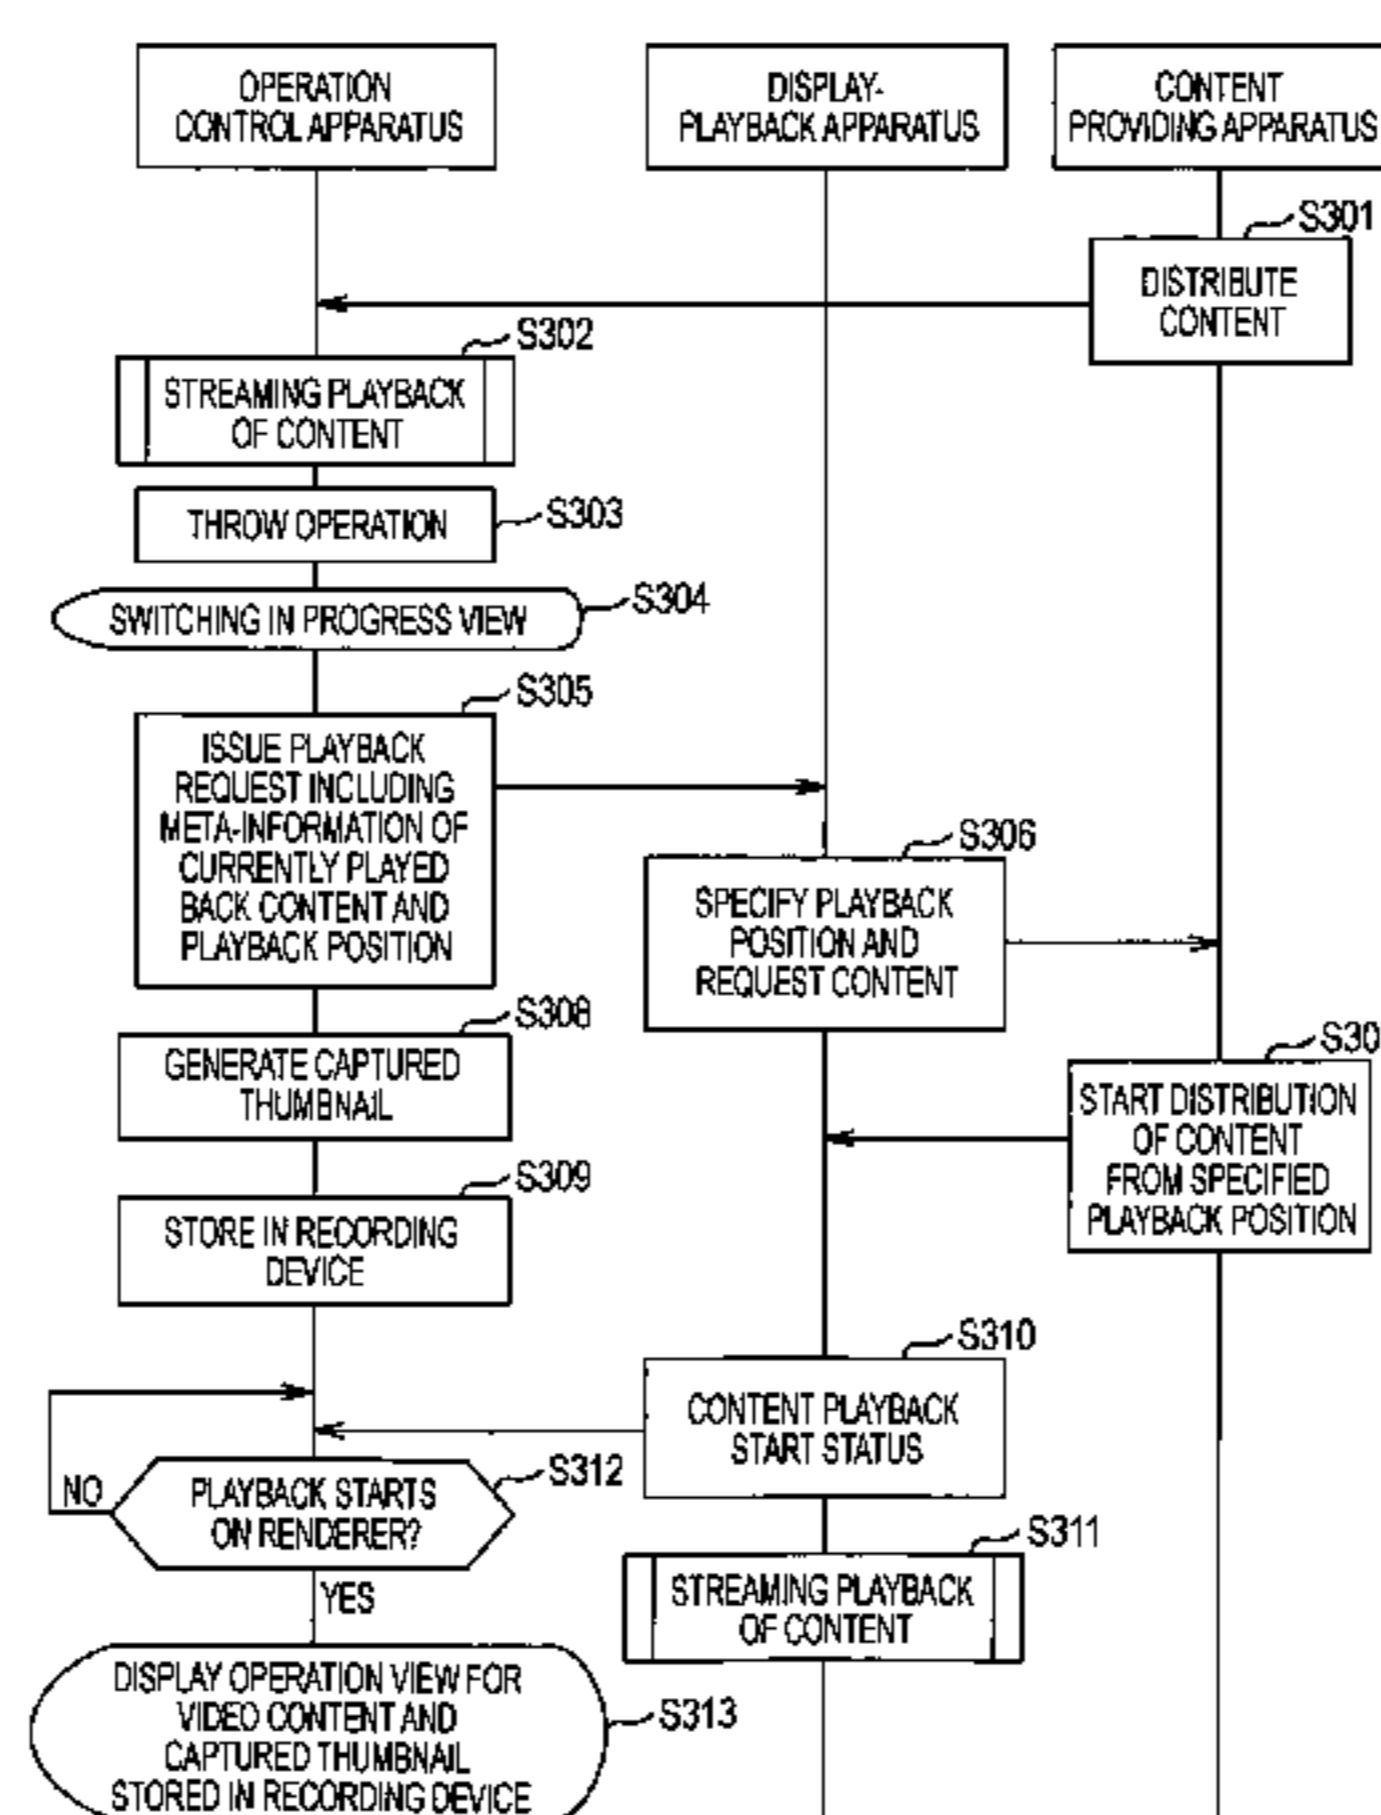 OPERATION
CONTROL APPARATUS
DISPLAY-
PLAYBACK APPARATUS
CONTENT
PROVIDING APPARATUS
S301
DISTRIBUTE
CONTENT
S302
STREAMING PLAYBACK
OF CONTENT
THROW OPERATION
S303
SWITCHING IN PROGRESS VIEW
S304
S305
ISSUE PLAYBACK
REQUEST INCLUDING
META-INFORMATION OF
CURRENTLY PLAYED
BACK CONTENT AND
PLAYBACK POSITION
S306
SPECIFY PLAYBACK
POSITION AND
REQUEST CONTENT
S30
START DISTRIBUTION
OF CONTENT
FROM SPECIFIED
PLAYBACK POSITION
S308
GENERATE CAPTURED
THUMBNAIL
S309
STORE IN RECORDING
DEVICE
S310
CONTENT PLAYBACK
START STATUS
S312
NO
PLAYBACK STARTS
ON RENDERER?
YES
S311
STREAMING PLAYBACK
OF CONTENT
DISPLAY OPERATION VIEW FOR
VIDEO CONTENT AND
CAPTURED THUMBNAIL
STORED IN RECORDING DEVICE
S313